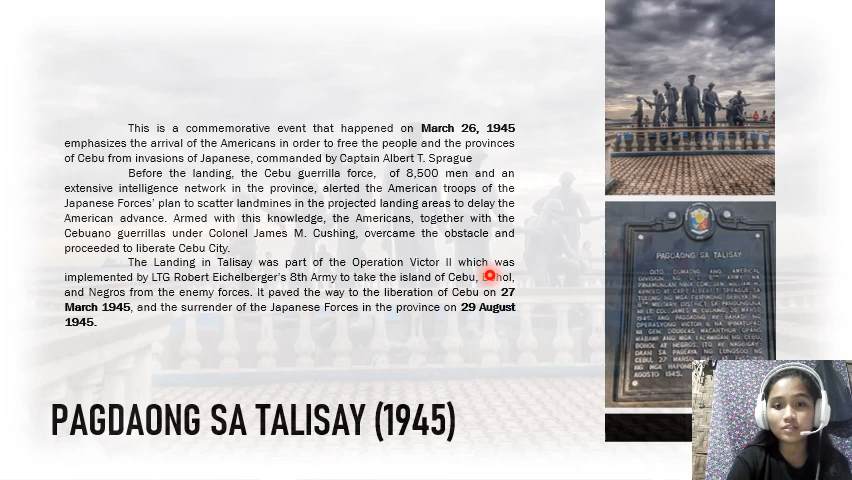 This is a commemorative event that happened on March 26, 1945
emphasizes the arrival of the Americans in order to free the people and the provinces
of Cebu from invasions of Japanese, commanded by Captain Albert T. Sprague
Before the landing, the Cebu guerrilla force, of 8,500 men and an
extensive intelligence network in the province, alerted the American troops of the
Japanese Forces' plan to scatter landmines in the projected landing areas to delay the
American advance. Armed with this knowledge, the Americans, together with the
Cebuano guerrillas under Colonel James M. Cushing, overcame the obstacle and
proceeded to liberate Cebu City.
The Landing in Talisay was part of the Operation Victor II which was
implemented by LTG Robert Eichelberger's 8th Army to take the island of Cebu, Bohol,
and Negros from the enemy forces. It paved the way to the liberation of Cebu on 27
March 1945, and the surrender of the Japanese Forces in the province on 29 August
1945.
PAGDAONG SA TALISAY (1945)
PAGDAONG SA TALISAY
DITO DUMAONG ANG AMERICAL